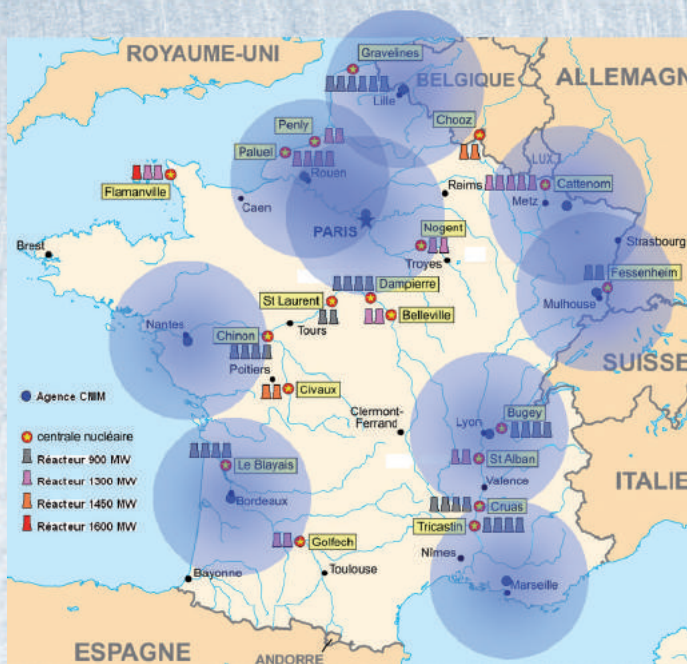 ROYAUME-UNI
Gravelines
BELGIQUE
ALLEMAGN
Lille
Penly
Chooz
Paluel
Rouen
LUX
Cattenom
Flamanville
Reims
Metz
Caen
PARIS
Nogent
Strasbourg
Brest
Troyes
Fessenheim
Dampierre
St Laurent
Mulhouse
Belleville
Nantes
Tours
Chinon
SUISSE
Poitiers
Civaux
Agence CNIM
Clermont-
Ferrand
Bugey
Lyon
centrale nucléaire
Réacteur 900 MW
Le Blayais
St Alban
Réacteur 1300 MW
Valence
ITALIE
Bordeaux
Réacteur 1450 MW
Cruas
Réacteur 1600 MW
Tricastin
Golfech
Nîmes
Toulouse
Bayonne
Marseille
ESPAGNE
ANDORRE